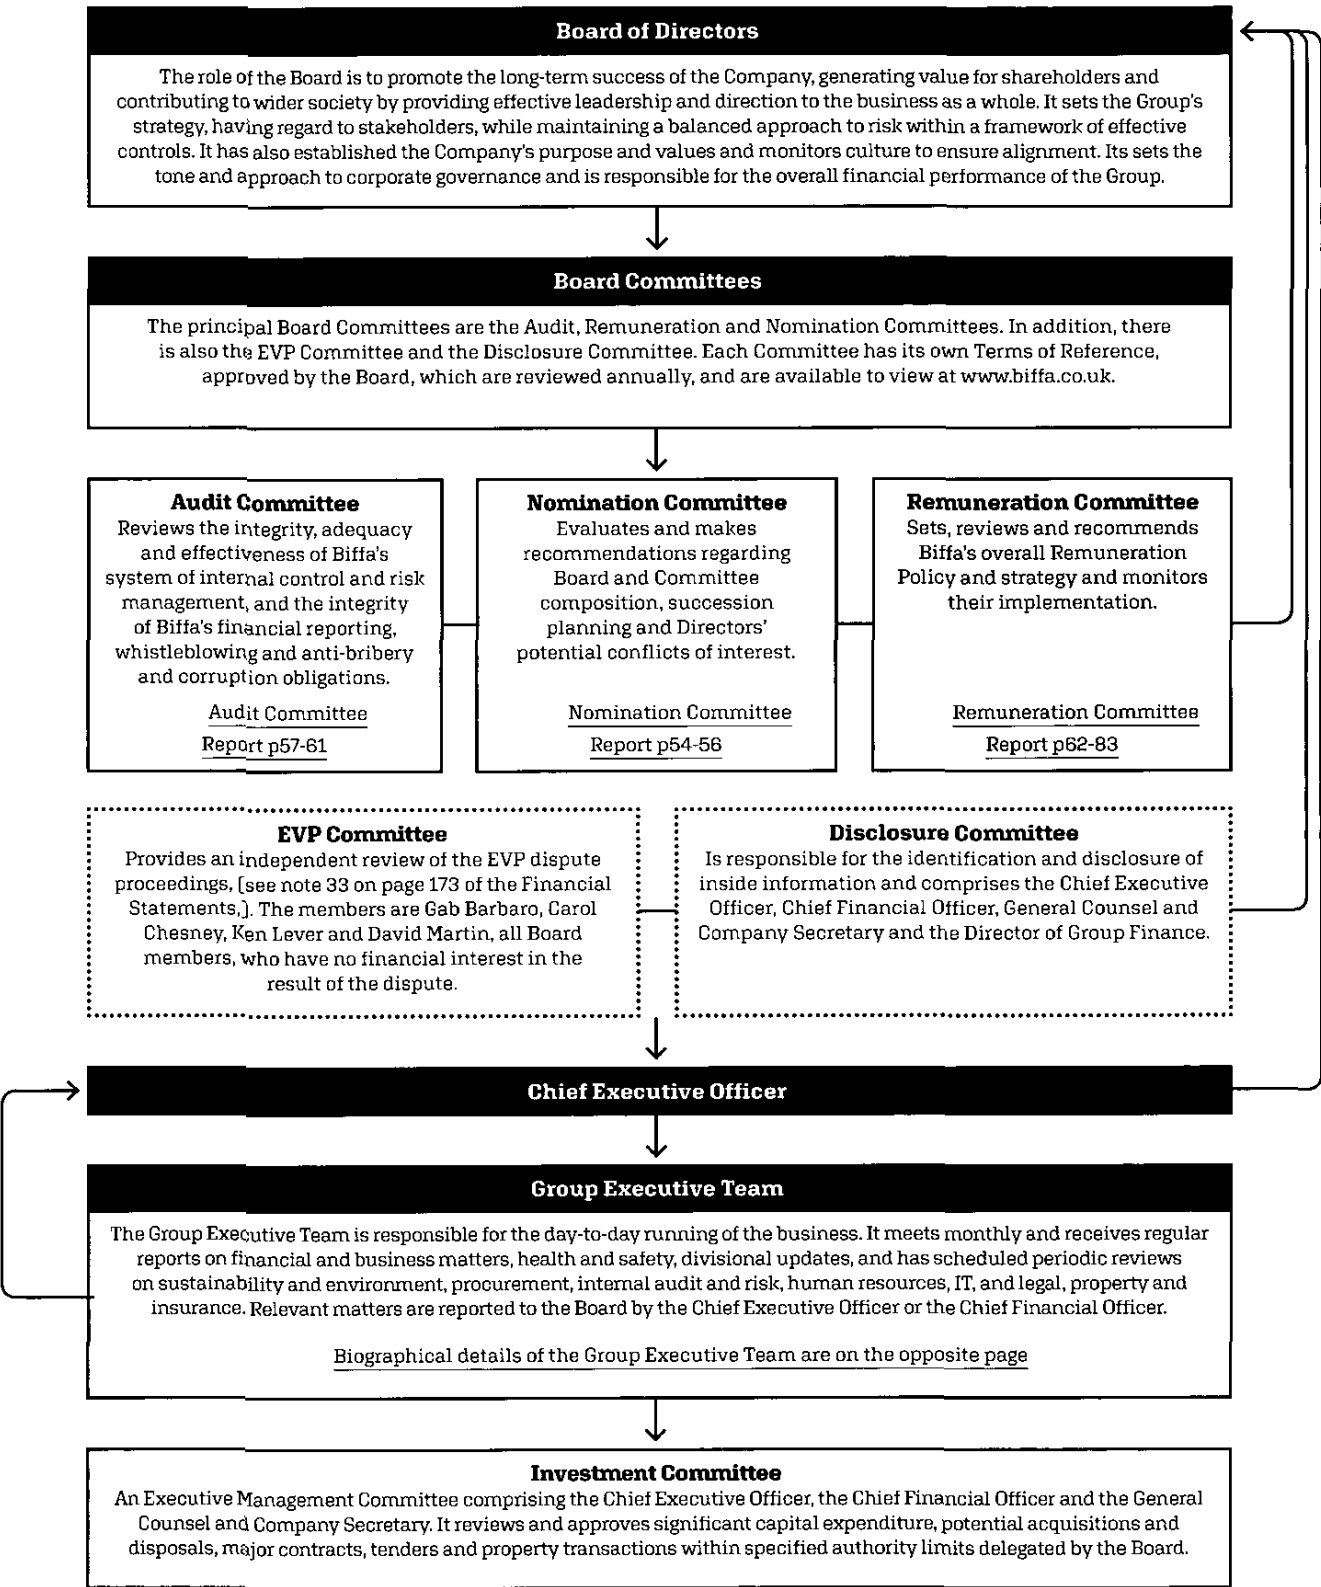 Board of Directors
The role of the Board is to promote the long-term success of the Company, generating value for shareholders and
contributing to wider society by providing effective leadership and direction to the business as a whole. It sets the Group's
strategy, having regard to stakeholders, while maintaining a balanced approach to risk within a framework of effective
controls. It has also established the Company's purpose and values and monitors culture to ensure alignment. Its sets the
tone and approach to corporate governance and is responsible for the overall financial performance of the Group.
Board Committees
The principal Board Committees are the Audit, Remuneration and Nomination Committees. In addition, there
is also the EVP Committee and the Disclosure Committee. Each Committee has its own Terms of Reference,
approved by the Board, which are reviewed annually, and are available to view at www.biffa.co.uk.
Audit Committee
Reviews the integrity, adequacy
and effectiveness of Biffa's
system of internal control and risk
management, and the integrity
of Biffa's financial reporting,
whistleblowing and anti-bribery
and corruption obligations.
Audit Committee
Report p57-61
Nomination Committee
Evaluates and makes
recommendations regarding
Board and Committee
composition, succession
planning and Directors'
potential conflicts of interest.
Nomination Committee
Report p54-56
Remuneration Committee
Sets, reviews and recommends
Biffa's overall Remuneration
Policy and strategy and monitors
their implementation.
Remuneration Committee
Report p62-83
EVP Committee
Provides an independent review of the EVP dispute
proceedings, [see note 33 on page 173 of the Financial
Statements,]. The members are Gab Barbaro, Carol
Chesney, Ken Lever and David Martin, all Board
members, who have no financial interest in the
result of the dispute.
Disclosure Committee
Is responsible for the identification and disclosure of
inside information and comprises the Chief Executive
Officer, Chief Financial Officer, General Counsel and
Company Secretary and the Director of Group Finance.
Chief Executive Officer
Group Executive Team
The Group Executive Team is responsible for the day-to-day running of the business. It meets monthly and receives regular
reports on financial and business matters, health and safety, divisional updates, and has scheduled periodic reviews
on sustainability and environment, procurement, internal audit and risk, human resources, IT, and legal, property and
insurance. Relevant matters are reported to the Board by the Chief Executive Officer or the Chief Financial Officer.
Biographical details of the Group Executive Team are on the opposite page
Investment Committee
An Executive Management Committee comprising the Chief Executive Officer, the Chief Financial Officer and the General
Counsel and Company Secretary. It reviews and approves significant capital expenditure, potential acquisitions and
disposals, major contracts, tenders and property transactions within specified authority limits delegated by the Board.